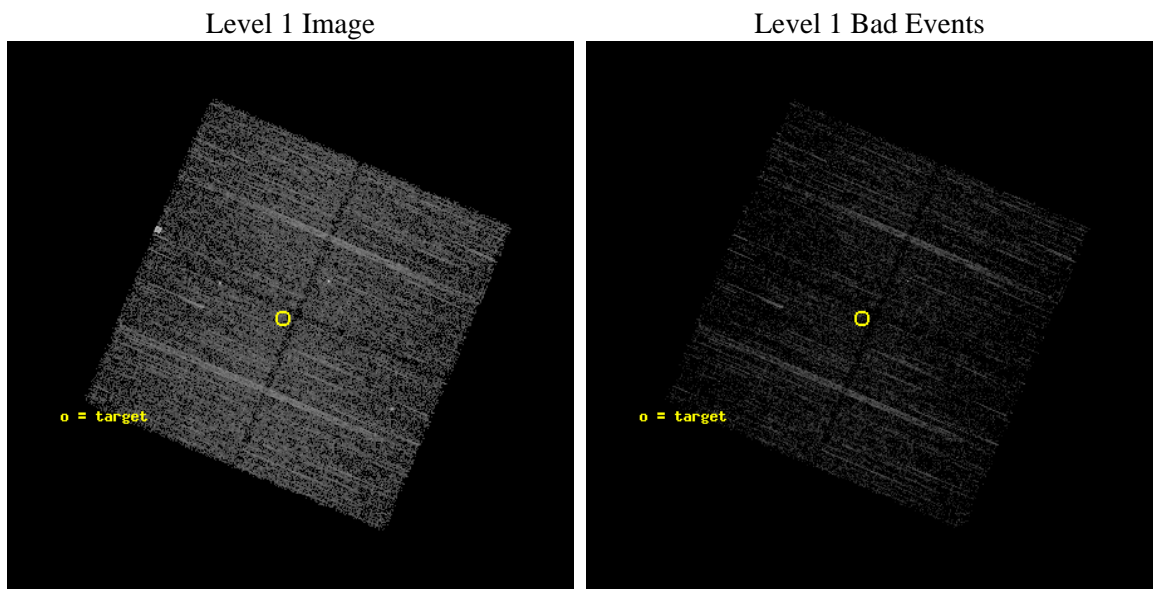 Level 1 Image
Level 1 Bad Events
o = target
o = target